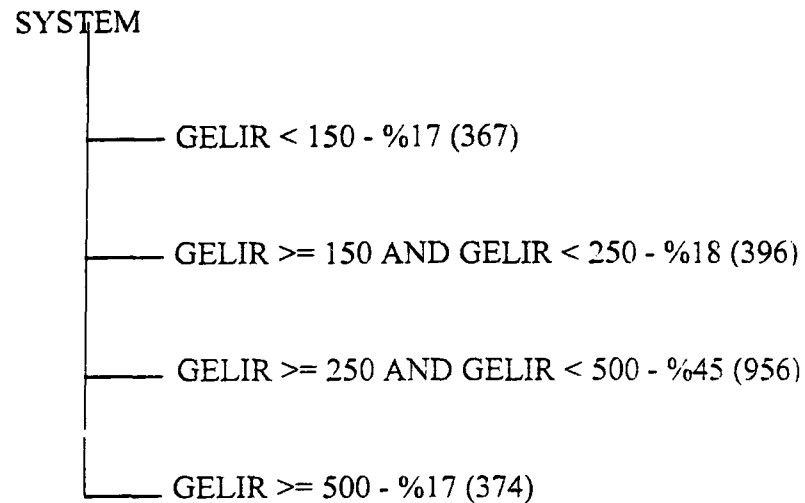 SYSTEM
GELIR < 150 - %17 (367)
GELIR >= 150 AND GELIR < 250 - %18 (396)
GELIR >= 250 AND GELIR < 500 - %45 (956)
GELIR >= 500 - %17 (374)